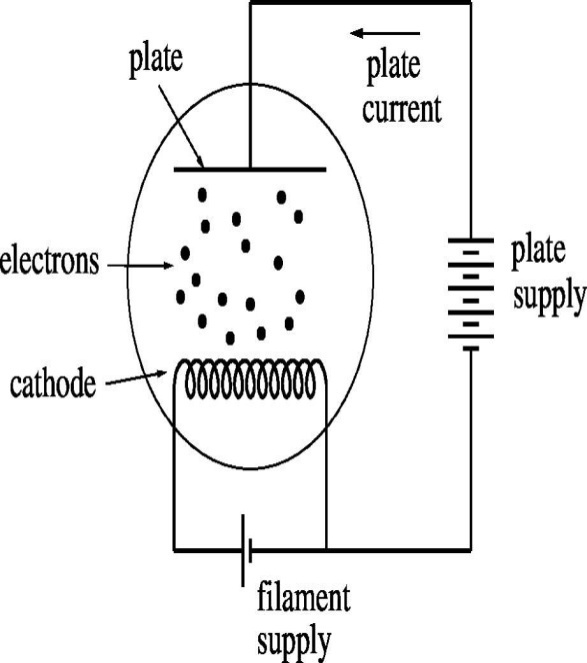 plate
plate
current
electrons
plate
supply
cathode
filament
supply